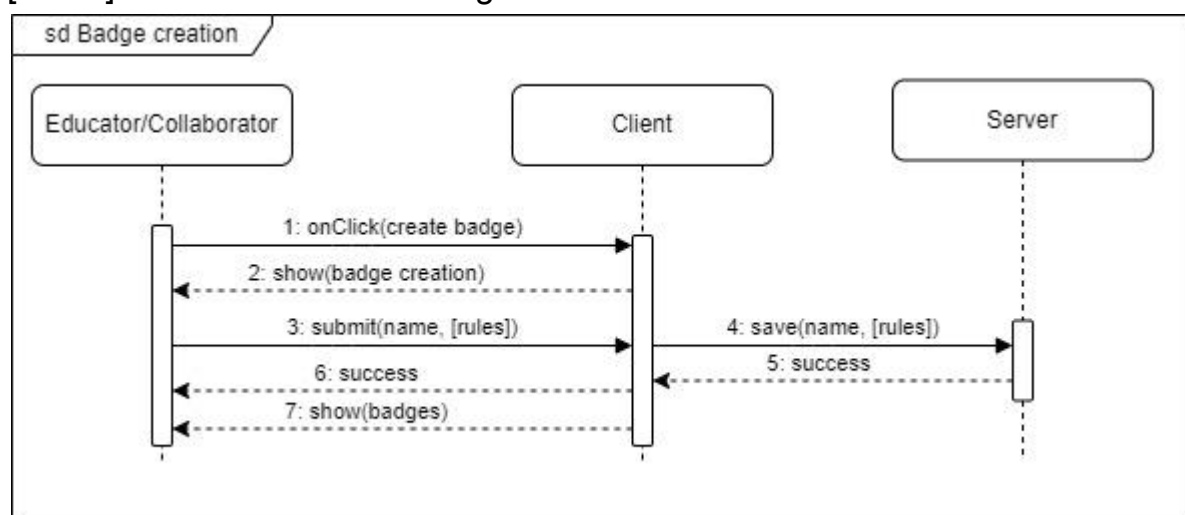 sd Badge creation
Educator/Collaborator
Client
Server
1: onClick(create badge)
2: show(badge creation)
3: submit(name, [rules])
4: save(name, [rules])
5: success
6: success
7: show(badges)